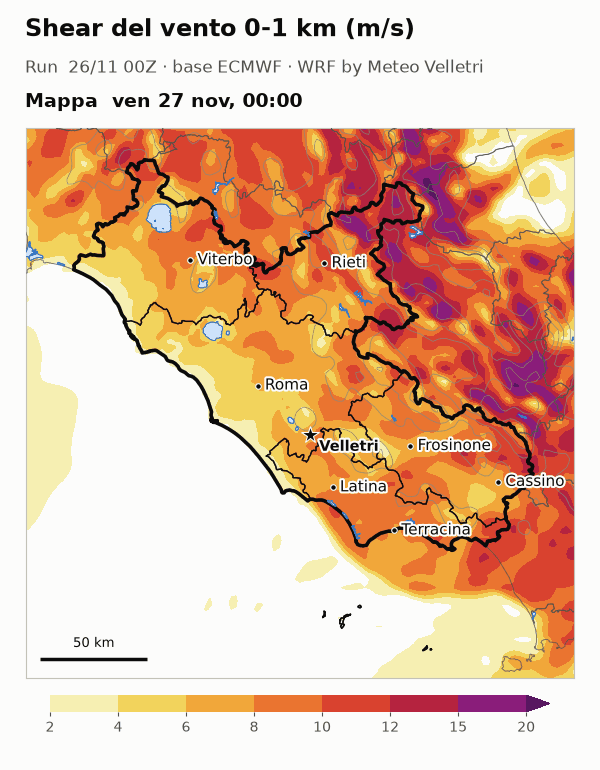 Shear del vento 0-1 km (m/s)
Run  26/11 00Z · base ECMWF · WRF by Meteo Velletri
Mappa  ven 27 nov, 00:00
Viterbo
Rieti
Roma
Velletri
Frosinone
Latina
Cassino
Terracina
50 km
2 4 6 8 10 12 15 20